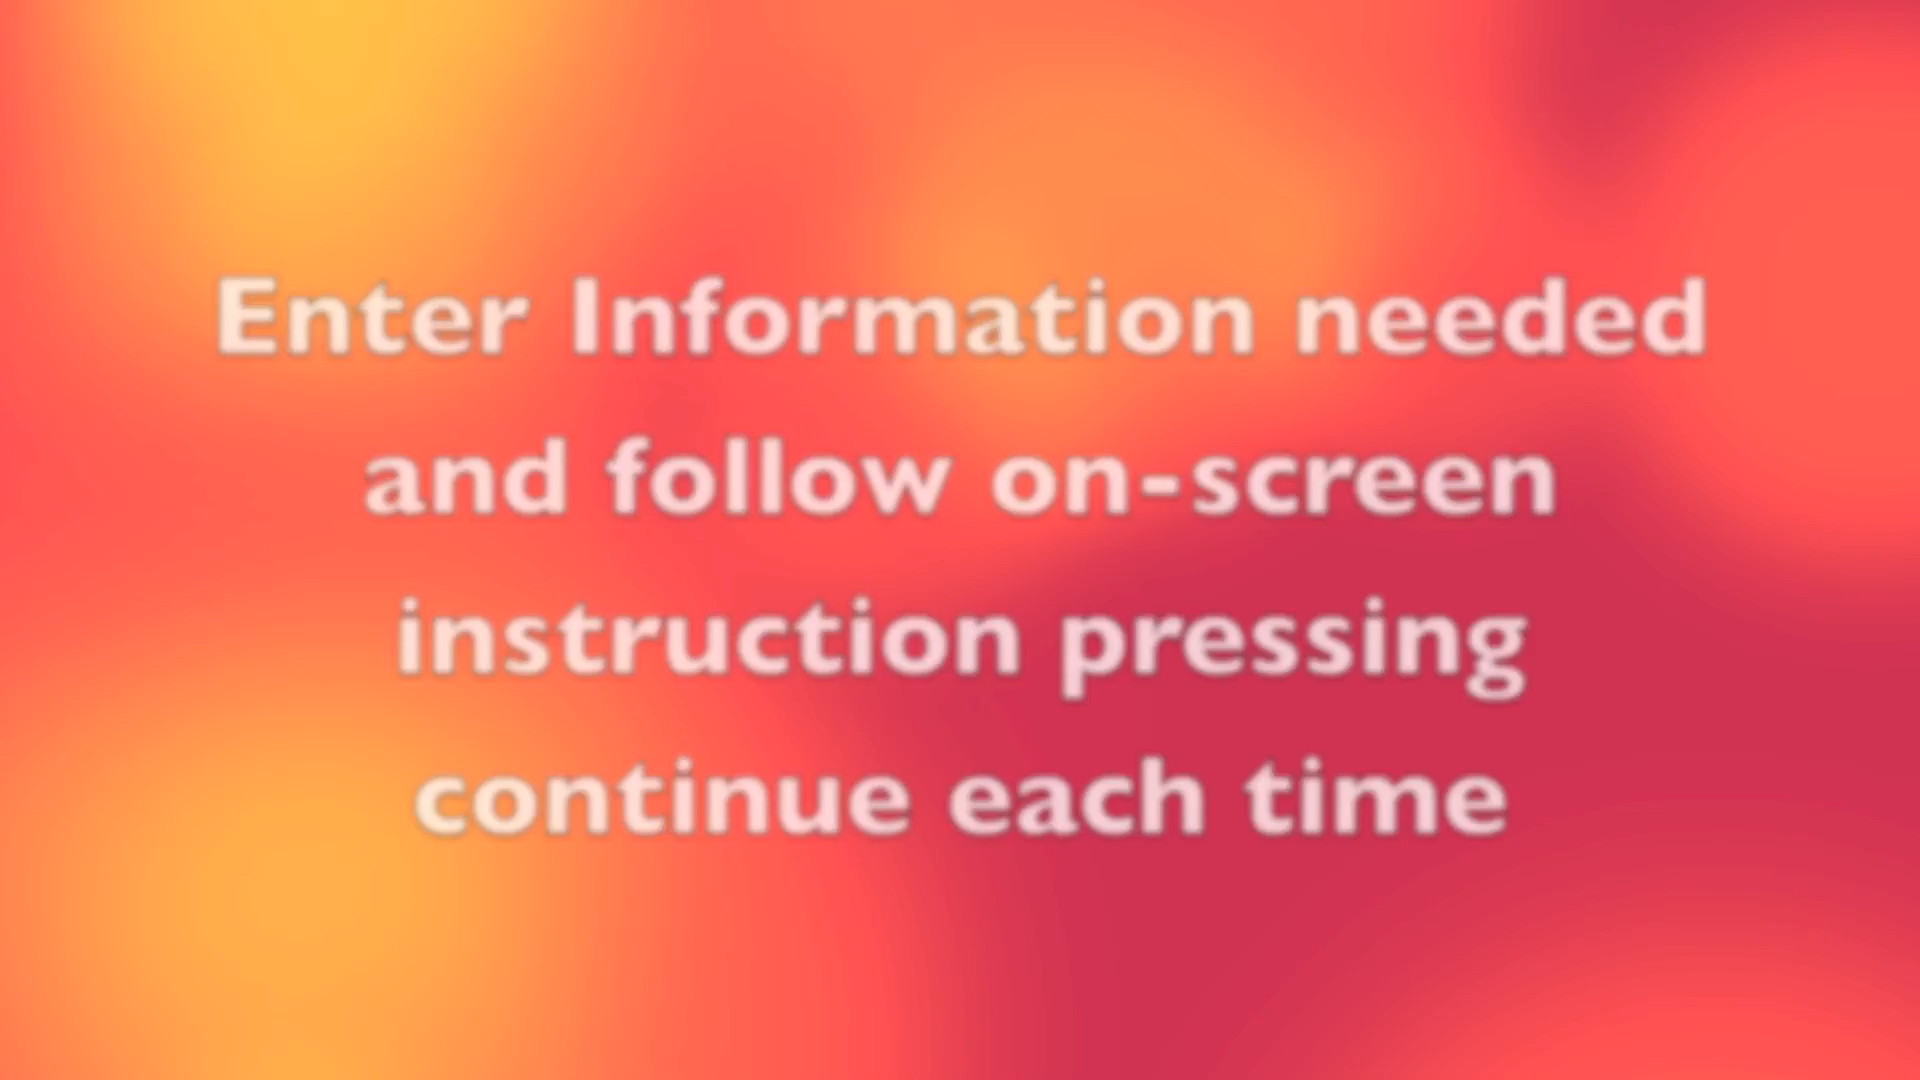 Enter Information needed
and follow on-screen
instruction pressing
continue each time